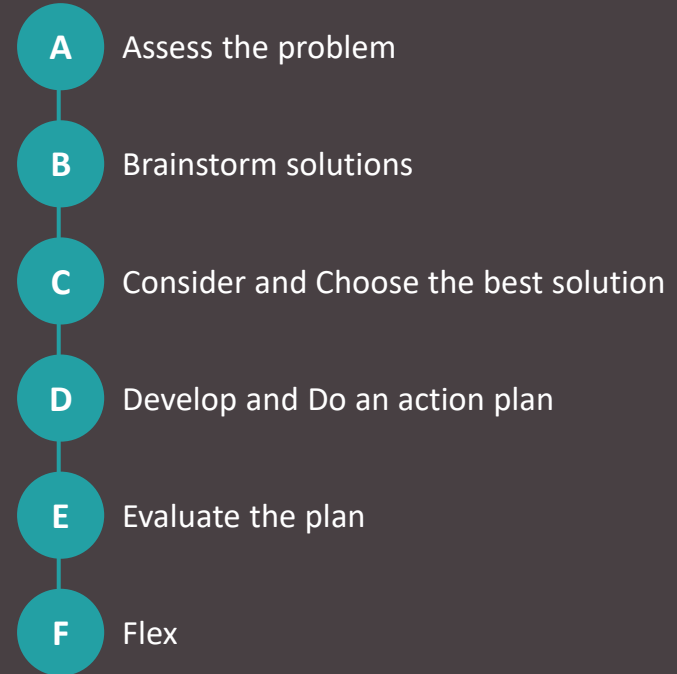 A Assess the problem
B Brainstorm solutions
C Consider and Choose the best solution
D Develop and Do an action plan
E Evaluate the plan
F Flex